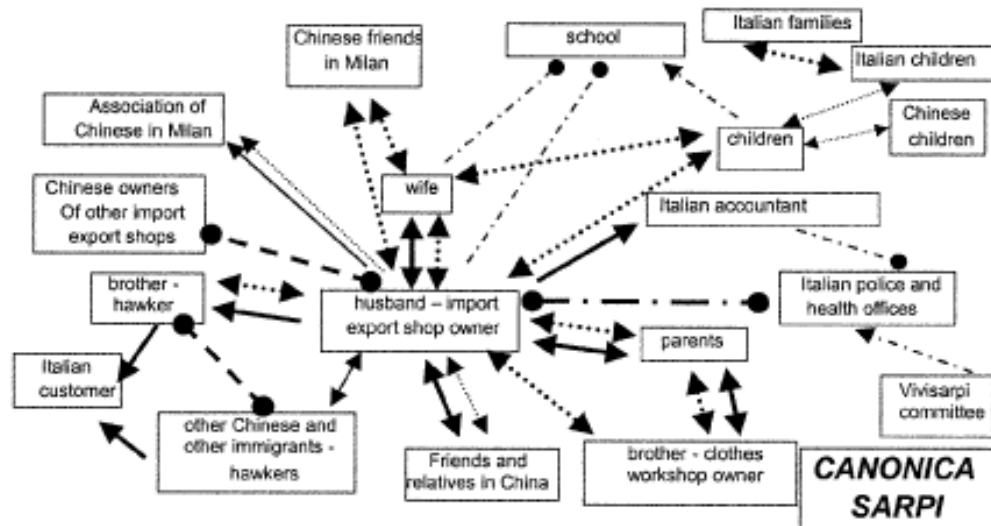 Chinese friends
in Milan
school
Italian families
Italian children
Association of
Chinese in Milan
children
Chinese
children
wife
Chinese owners
Of other import
export shops
Italian accountant
brother -
hawker
husband – import
export shop owner
Italian police and
health offices
parents
Italian
customer
other Chinese and
other immigrants -
hawkers
Friends and
relatives in China
brother - clothes
workshop owner
Vivisarpi
committee
CANONICA
SARPI